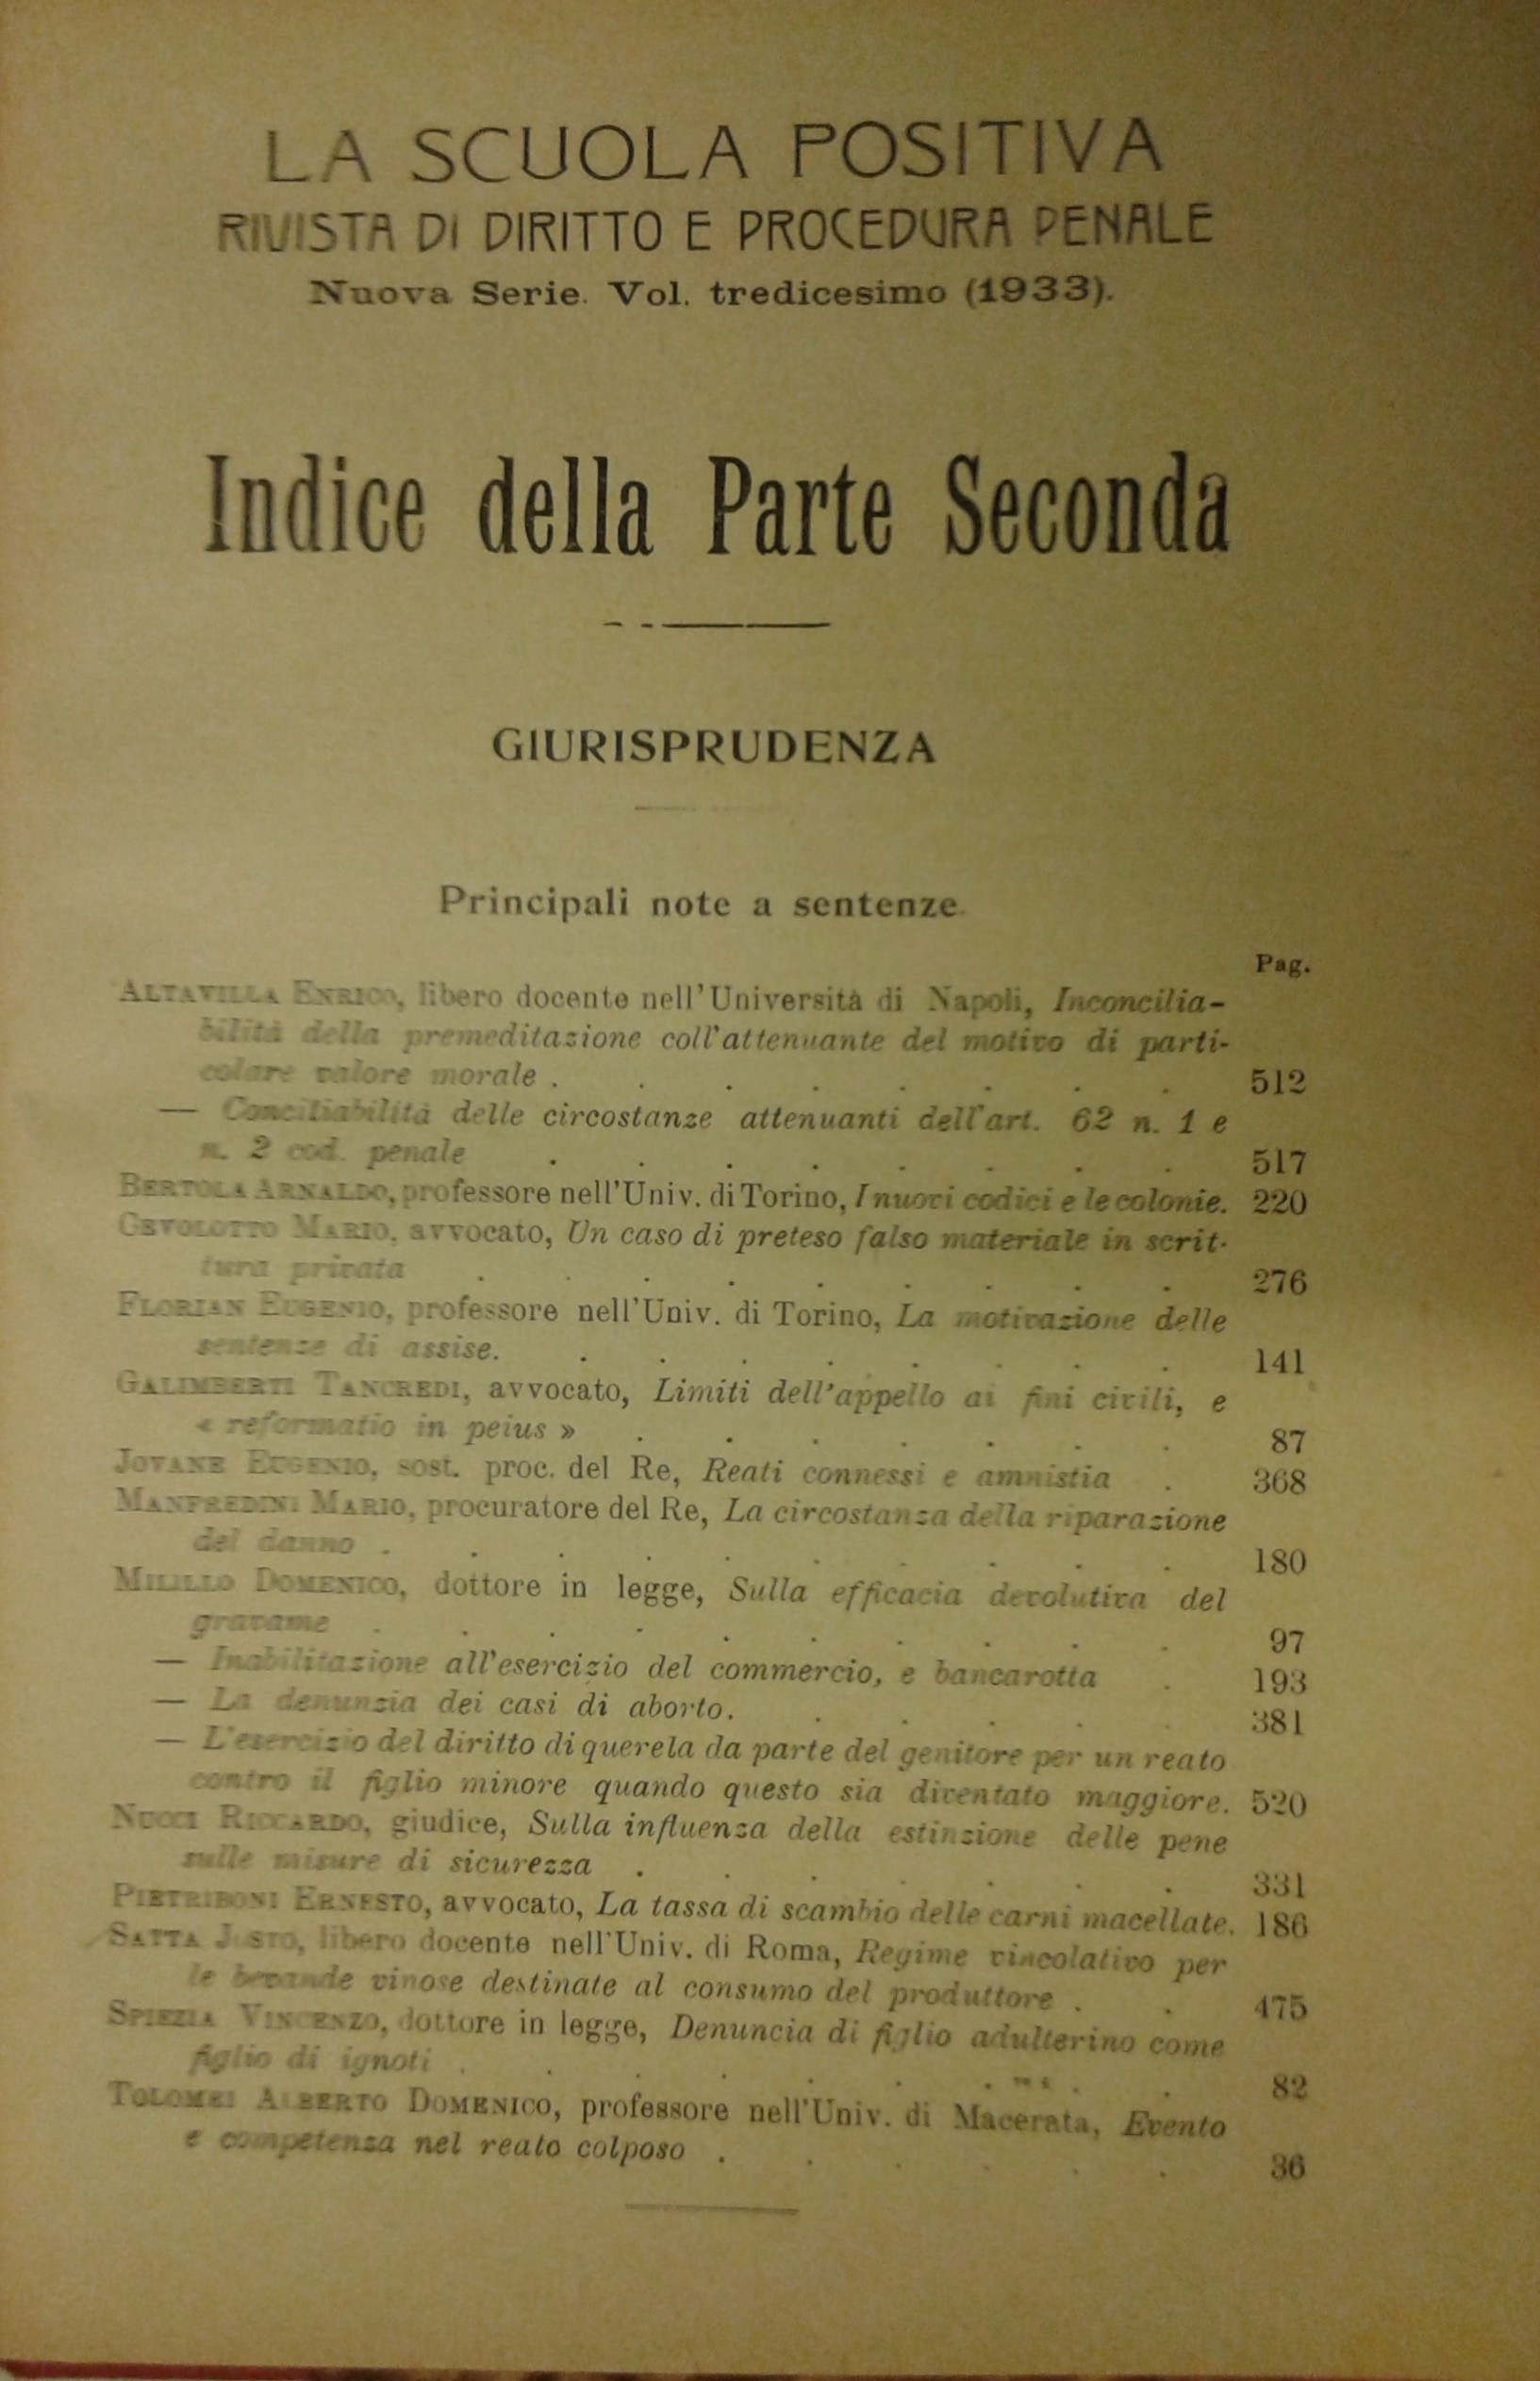 LA SCUOLA POSITIVA
RIVISTA DI DIRITTO E PROCEDURA PENALE
Nuova Serie. Vol. tredicesimo (1933).
Indice della Parte Seconda
GIURISPRUDENZA
Principali note a sentenze.
Pag.
ALTAVILLA ENRICO, libero docente nell'Università di Napoli, Inconcilia-
bilità della premeditazione coll'attenuante del motivo di parti-
colare valore morale . . . . . . . . 512
— Conciliabilità delle circostanze attenuanti dell'art. 62 n. 1 e
n. 2 cod. penale . . . . . . . . 517
BERTOLA ARNALDO, professore nell'Univ. di Torino, I nuovi codici e le colonie. 220
GEVOLOTTO MARIO, avvocato, Un caso di preteso falso materiale in scrit-
tura privata . . . . . . . . . 276
FLORIAN EUGENIO, professore nell'Univ. di Torino, La motivazione delle
sentenze di assise. . . . . . . . . 141
GALIMBERTI TANCREDI, avvocato, Limiti dell'appello ai fini civili, e
« reformatio in peius » . . . . . . . 87
JOVANE EUGENIO, sost. proc. del Re, Reati connessi e amnistia . 368
MANFREDINI MARIO, procuratore del Re, La circostanza della riparazione
del danno . . . . . . . . . . 180
MILILLO DOMENICO, dottore in legge, Sulla efficacia devolutiva del
gravame . . . . . . . . . . 97
— Inabilitazione all'esercizio del commercio, e bancarotta . 193
— La denunzia dei casi di aborto. . . . . . 381
— L'esercizio del diritto di querela da parte del genitore per un reato
contro il figlio minore quando questo sia diventato maggiore. 520
NUCCI RICCARDO, giudice, Sulla influenza della estinzione delle pene
sulle misure di sicurezza . . . . . . . 331
PIETRIBONI ERNESTO, avvocato, La tassa di scambio delle carni macellate. 186
SATTA JUSTO, libero docente nell'Univ. di Roma, Regime vincolativo per
le bevande vinose destinate al consumo del produttore . . 475
SPIEZIA VINCENZO, dottore in legge, Denuncia di figlio adulterino come
figlio di ignoti . . . . . . . . . 82
TOLOMEI ALBERTO DOMENICO, professore nell'Univ. di Macerata, Evento
e competenza nel reato colposo . . . . . . 36